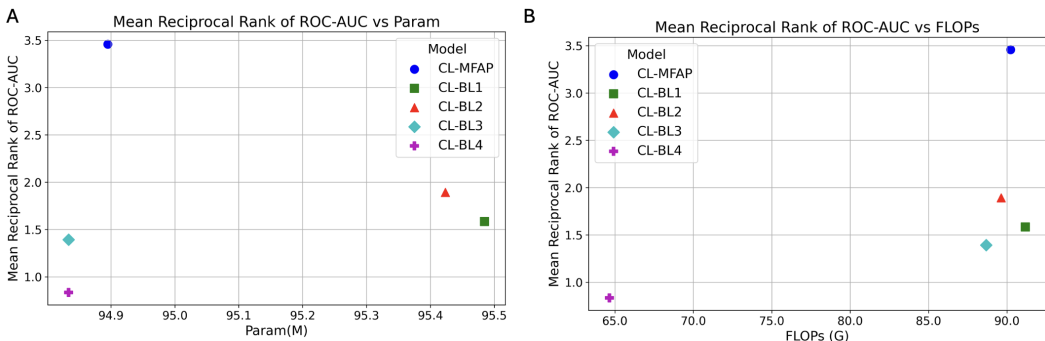 A
Mean Reciprocal Rank of ROC-AUC vs Param
Mean Reciprocal Rank of ROC-AUC
3.5
3.0
2.5
2.0
1.5
1.0
Model
CL-MFAP
CL-BL1
CL-BL2
CL-BL3
CL-BL4
94.9
95.0
95.1
95.2
95.3
95.4
95.5
Param(M)
B
Mean Reciprocal Rank of ROC-AUC vs FLOPs
Mean Reciprocal Rank of ROC-AUC
3.5
3.0
2.5
2.0
1.5
1.0
Model
CL-MFAP
CL-BL1
CL-BL2
CL-BL3
CL-BL4
65.0
70.0
75.0
80.0
85.0
90.0
FLOPs (G)